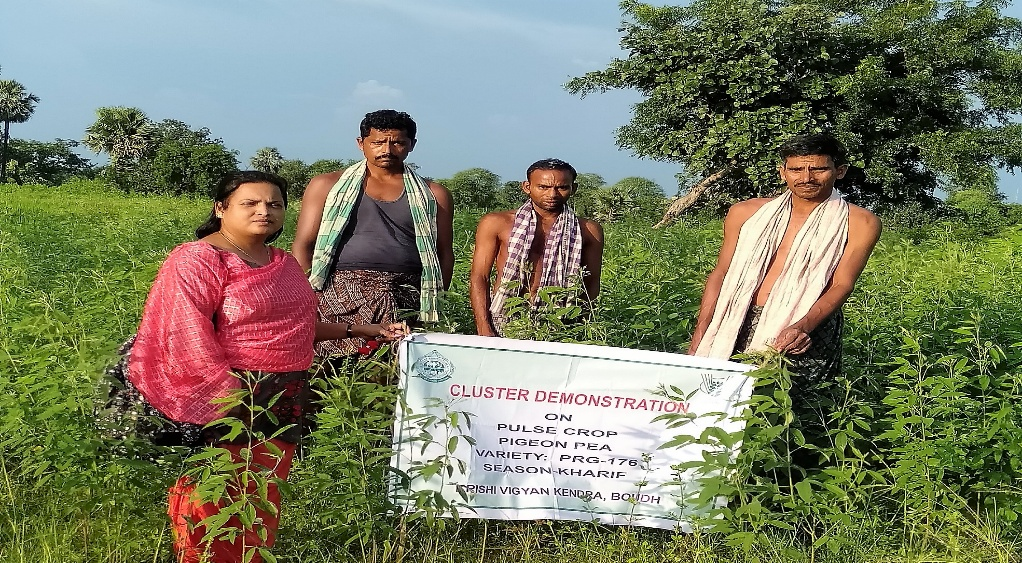 CLUSTER DEMONSTRATION
ON
PULSE CROP
PIGEON PEA
VARIETY: PRG-176
SEASON-KHARIF
KRISHI VIGYAN KENDRA, BOUDH